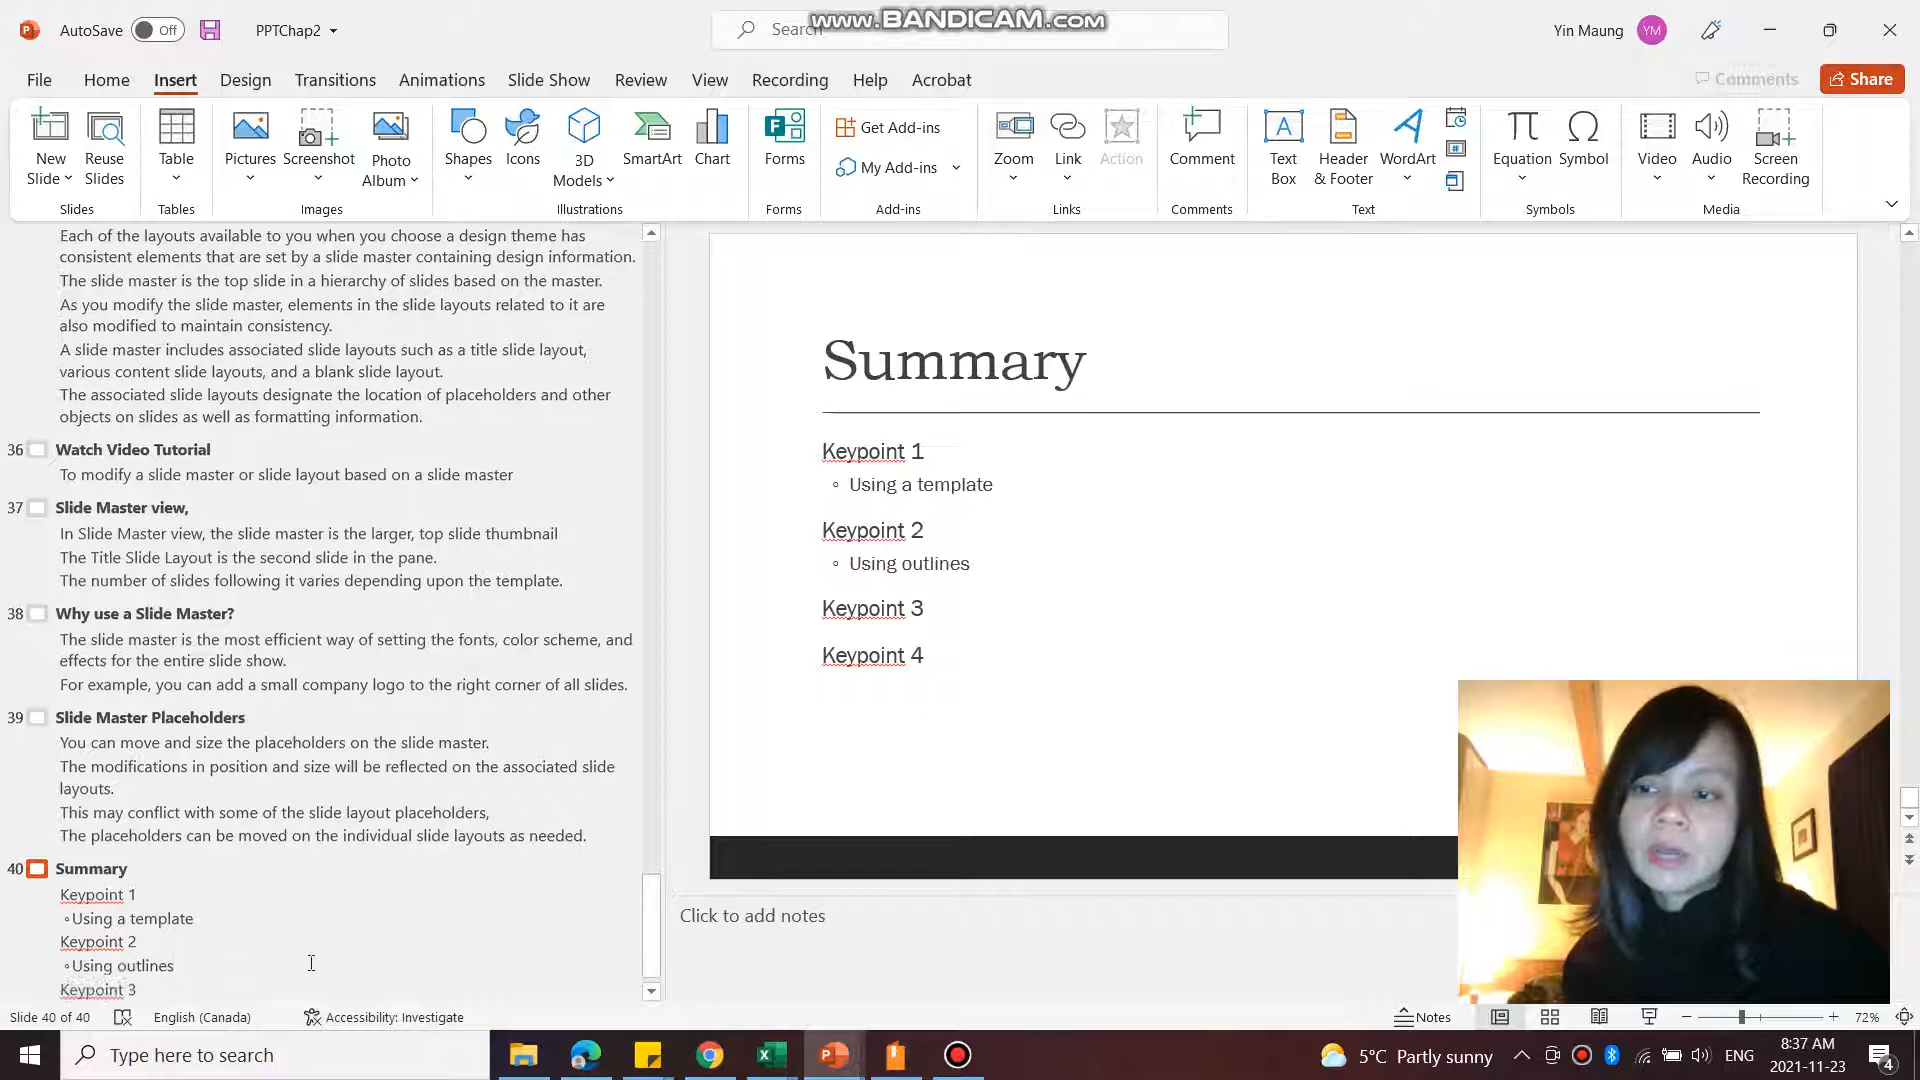 AutoSave Off PPTChap2 Search www.BANDICAM.com Yin Maung YM
File Home Insert Design Transitions Animations Slide Show Review View Recording Help Acrobat Comments Share
New Slide
Reuse Slides
Slides
Table
Tables
Pictures
Screenshot
Photo Album
Images
Shapes
Icons
3D Models
SmartArt
Chart
Illustrations
Forms
Forms
Get Add-ins
My Add-ins
Add-ins
Zoom
Link
Action
Links
Comment
Comments
Text Box
Header & Footer
WordArt
Text
Equation
Symbol
Symbols
Video
Audio
Screen Recording
Media
Each of the layouts available to you when you choose a design theme has
consistent elements that are set by a slide master containing design information.
The slide master is the top slide in a hierarchy of slides based on the master.
As you modify the slide master, elements in the slide layouts related to it are
also modified to maintain consistency.
A slide master includes associated slide layouts such as a title slide layout,
various content slide layouts, and a blank slide layout.
The associated slide layouts designate the location of placeholders and other
objects on slides as well as formatting information.
36 Watch Video Tutorial
To modify a slide master or slide layout based on a slide master
37 Slide Master view,
In Slide Master view, the slide master is the larger, top slide thumbnail
The Title Slide Layout is the second slide in the pane.
The number of slides following it varies depending upon the template.
38 Why use a Slide Master?
The slide master is the most efficient way of setting the fonts, color scheme, and
effects for the entire slide show.
For example, you can add a small company logo to the right corner of all slides.
39 Slide Master Placeholders
You can move and size the placeholders on the slide master.
The modifications in position and size will be reflected on the associated slide
layouts.
This may conflict with some of the slide layout placeholders,
The placeholders can be moved on the individual slide layouts as needed.
40 Summary
Keypoint 1
◦Using a template
Keypoint 2
◦Using outlines
Keypoint 3
Summary
Keypoint 1
◦ Using a template
Keypoint 2
◦ Using outlines
Keypoint 3
Keypoint 4
Click to add notes
Slide 40 of 40 English (Canada) Accessibility: Investigate Notes 72%
Type here to search 5°C Partly sunny ENG 8:37 AM
2021-11-23 4